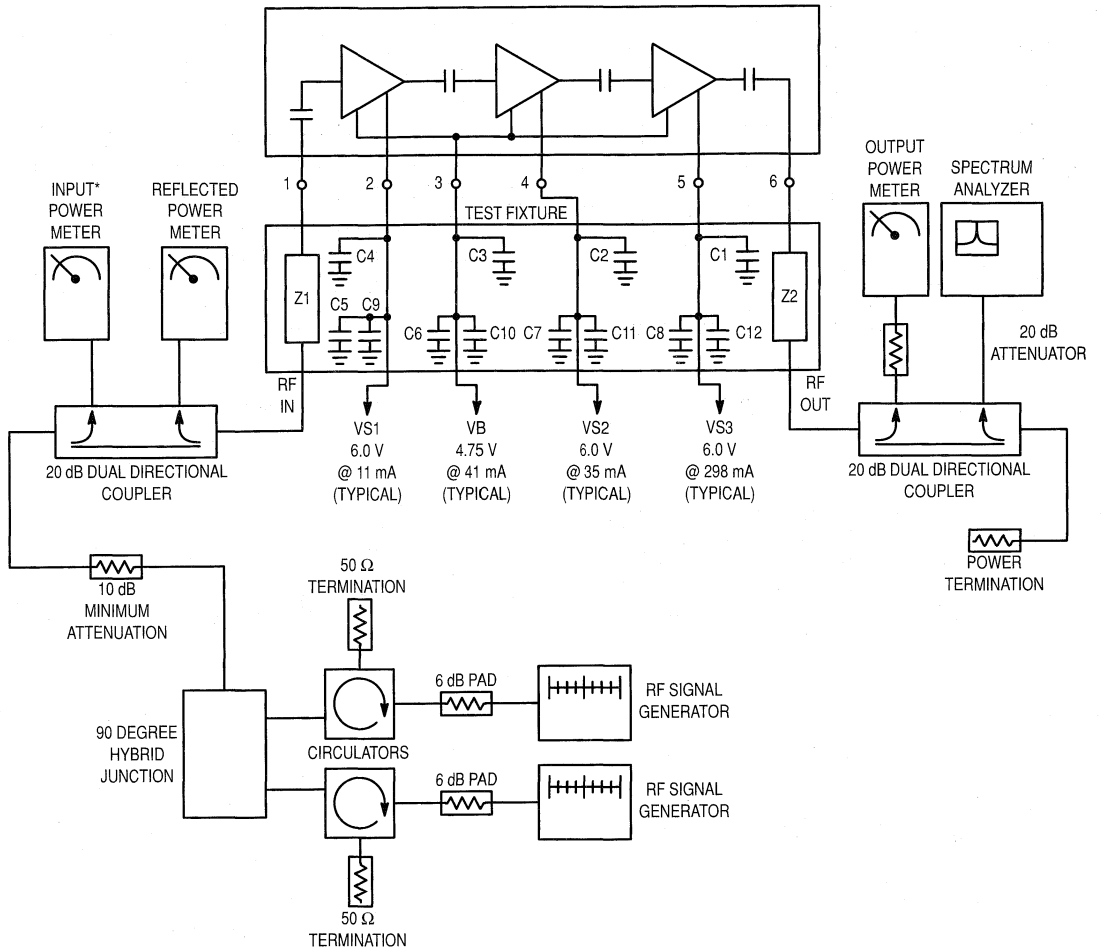 1
2
3
4
5
6
TEST FIXTURE
INPUT*
POWER
METER
REFLECTED
POWER
METER
OUTPUT
POWER
METER
SPECTRUM
ANALYZER
C4
C3
C2
C1
Z1
Z2
C5
C9
C6
C10
C7
C11
C8
C12
20 dB
ATTENUATOR
RF
IN
RF
OUT
VS1
6.0 V
@ 11 mA
(TYPICAL)
VB
4.75 V
@ 41 mA
(TYPICAL)
VS2
6.0 V
@ 35 mA
(TYPICAL)
VS3
6.0 V
@ 298 mA
(TYPICAL)
20 dB DUAL DIRECTIONAL
COUPLER
20 dB DUAL DIRECTIONAL
COUPLER
POWER
TERMINATION
10 dB
MINIMUM
ATTENUATION
50 Ω
TERMINATION
6 dB PAD
RF SIGNAL
GENERATOR
90 DEGREE
HYBRID
JUNCTION
CIRCULATORS
6 dB PAD
RF SIGNAL
GENERATOR
50 Ω
TERMINATION